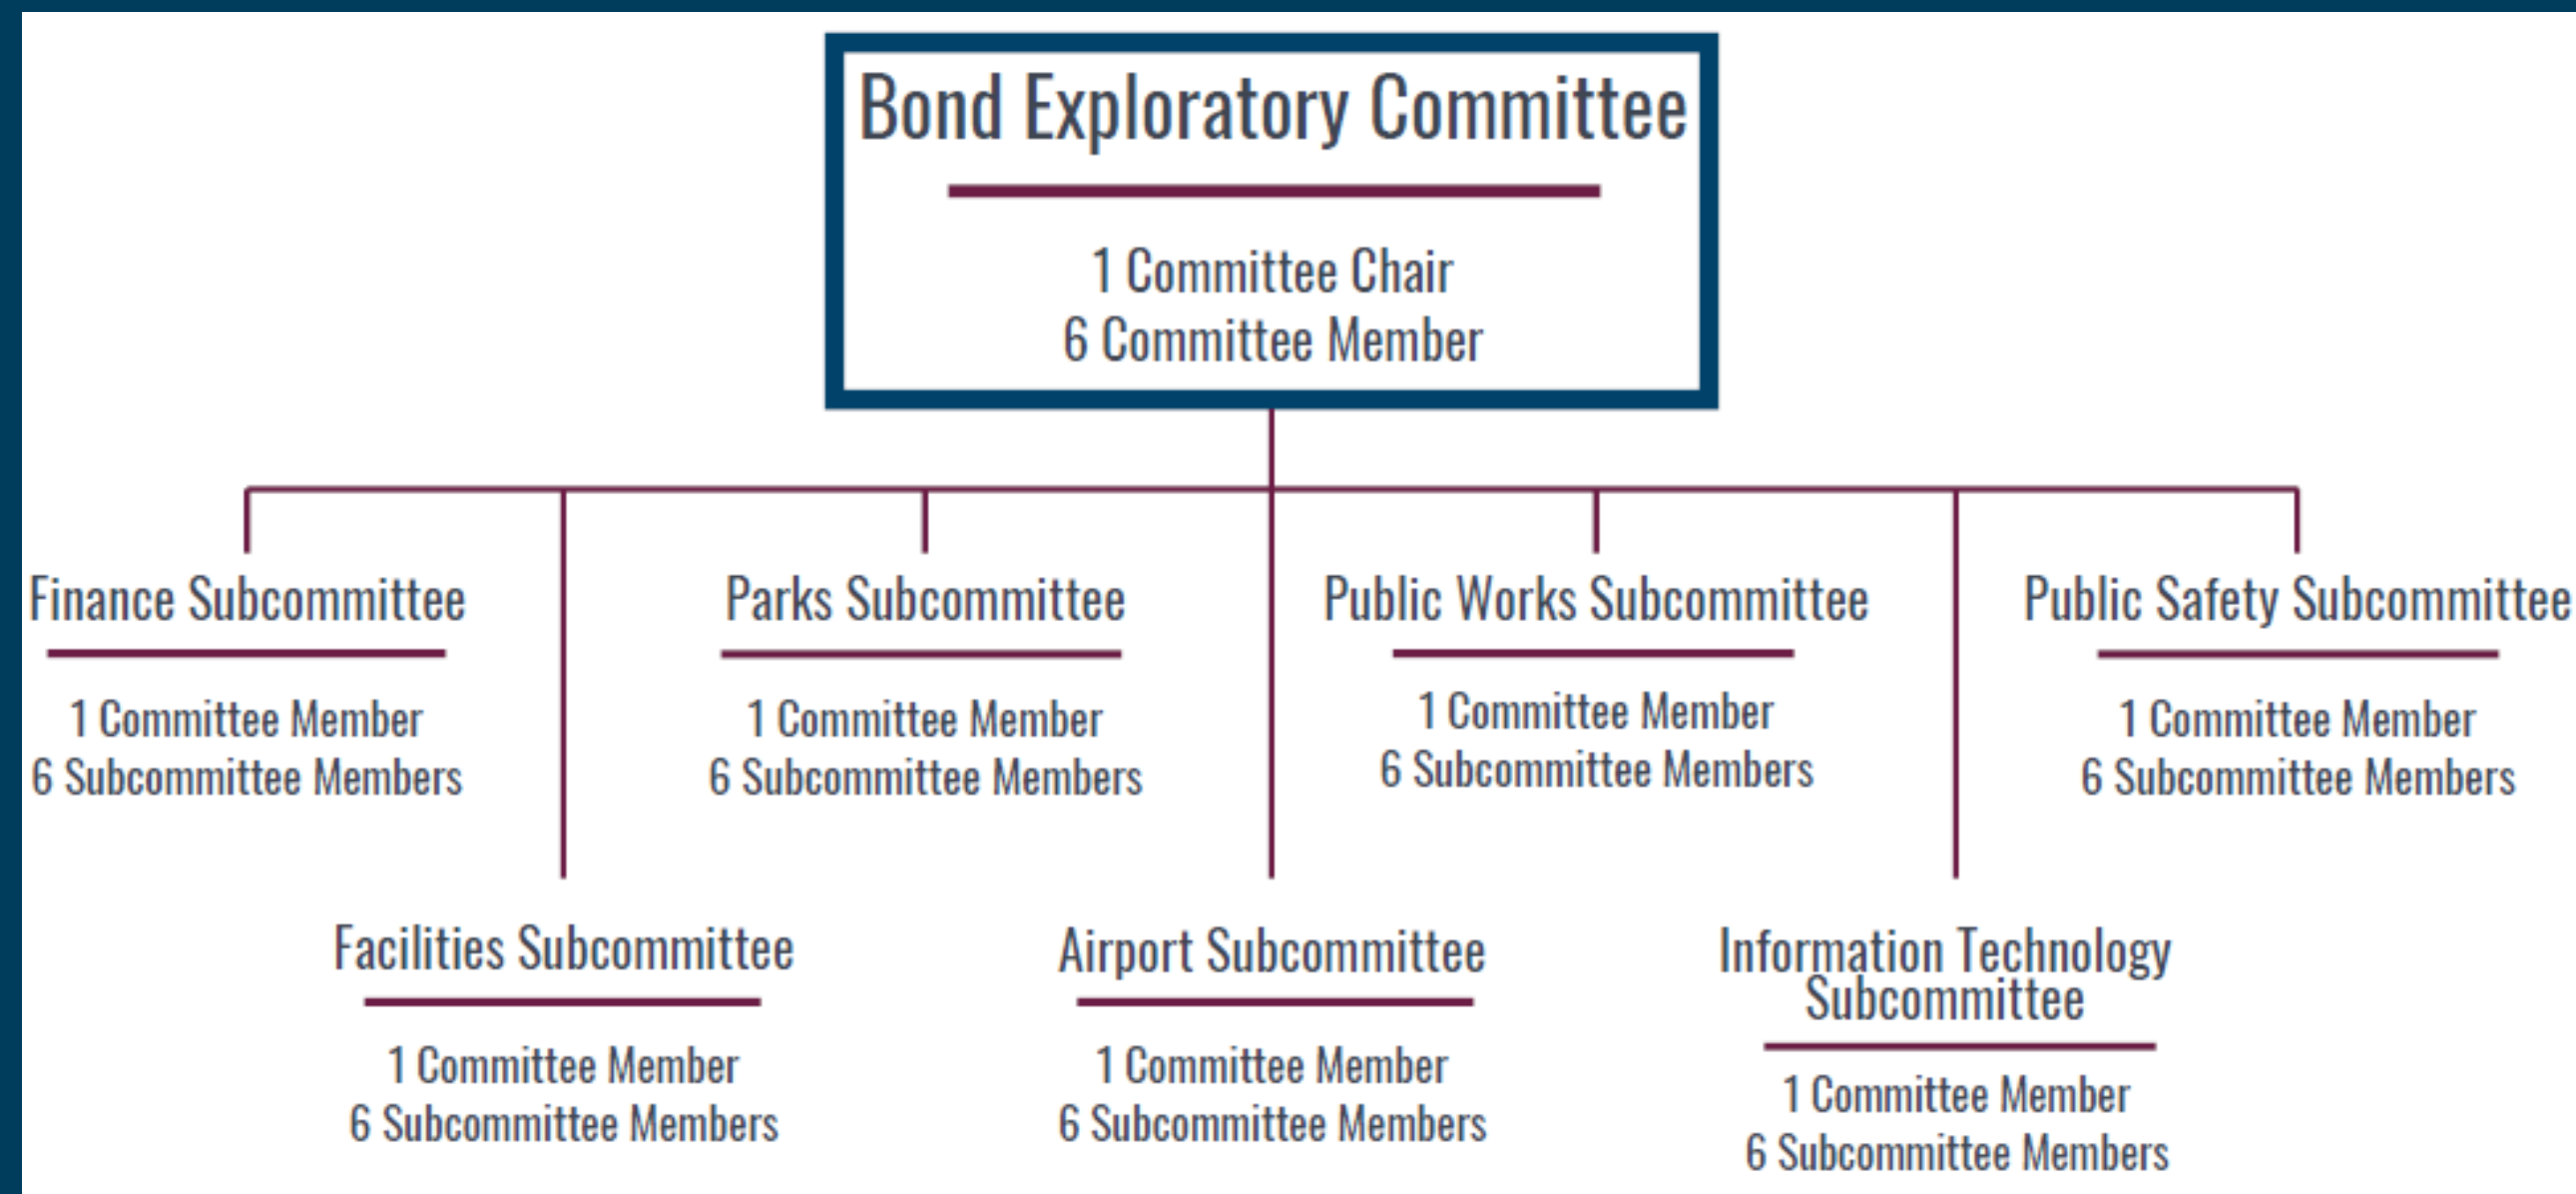 Bond Exploratory Committee
1 Committee Chair
6 Committee Member
Finance Subcommittee
1 Committee Member
6 Subcommittee Members
Parks Subcommittee
1 Committee Member
6 Subcommittee Members
Public Works Subcommittee
1 Committee Member
6 Subcommittee Members
Public Safety Subcommittee
1 Committee Member
6 Subcommittee Members
Facilities Subcommittee
1 Committee Member
6 Subcommittee Members
Airport Subcommittee
1 Committee Member
6 Subcommittee Members
Information Technology
Subcommittee
1 Committee Member
6 Subcommittee Members